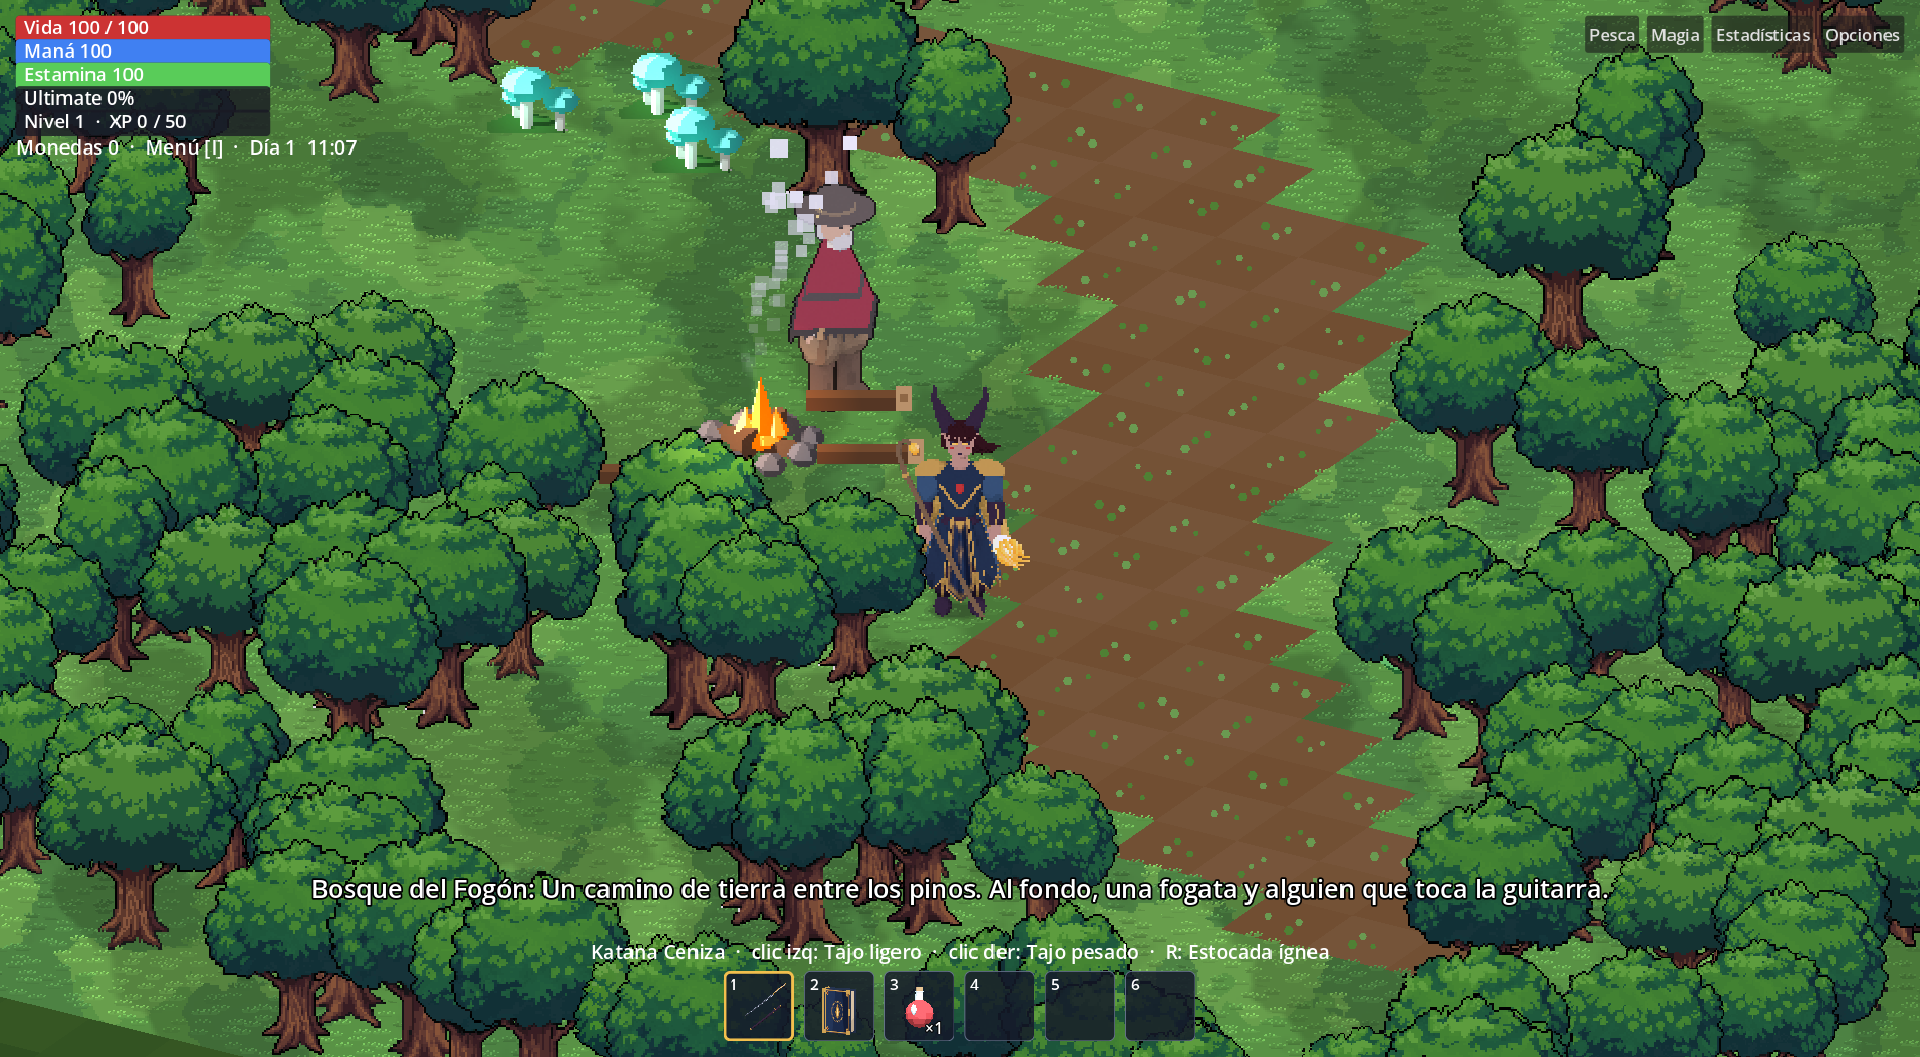 Vida 100 / 100
Maná 100
Estamina 100
Ultimate 0%
Nivel 1 · XP 0 / 50
Monedas 0 · Menú [I] · Día 1 11:07
Pesca Magia Estadísticas Opciones
Bosque del Fogón: Un camino de tierra entre los pinos. Al fondo, una fogata y alguien que toca la guitarra.
Katana Ceniza · clic izq: Tajo ligero · clic der: Tajo pesado · R: Estocada ígnea
1 2 3 4 5 6
×1